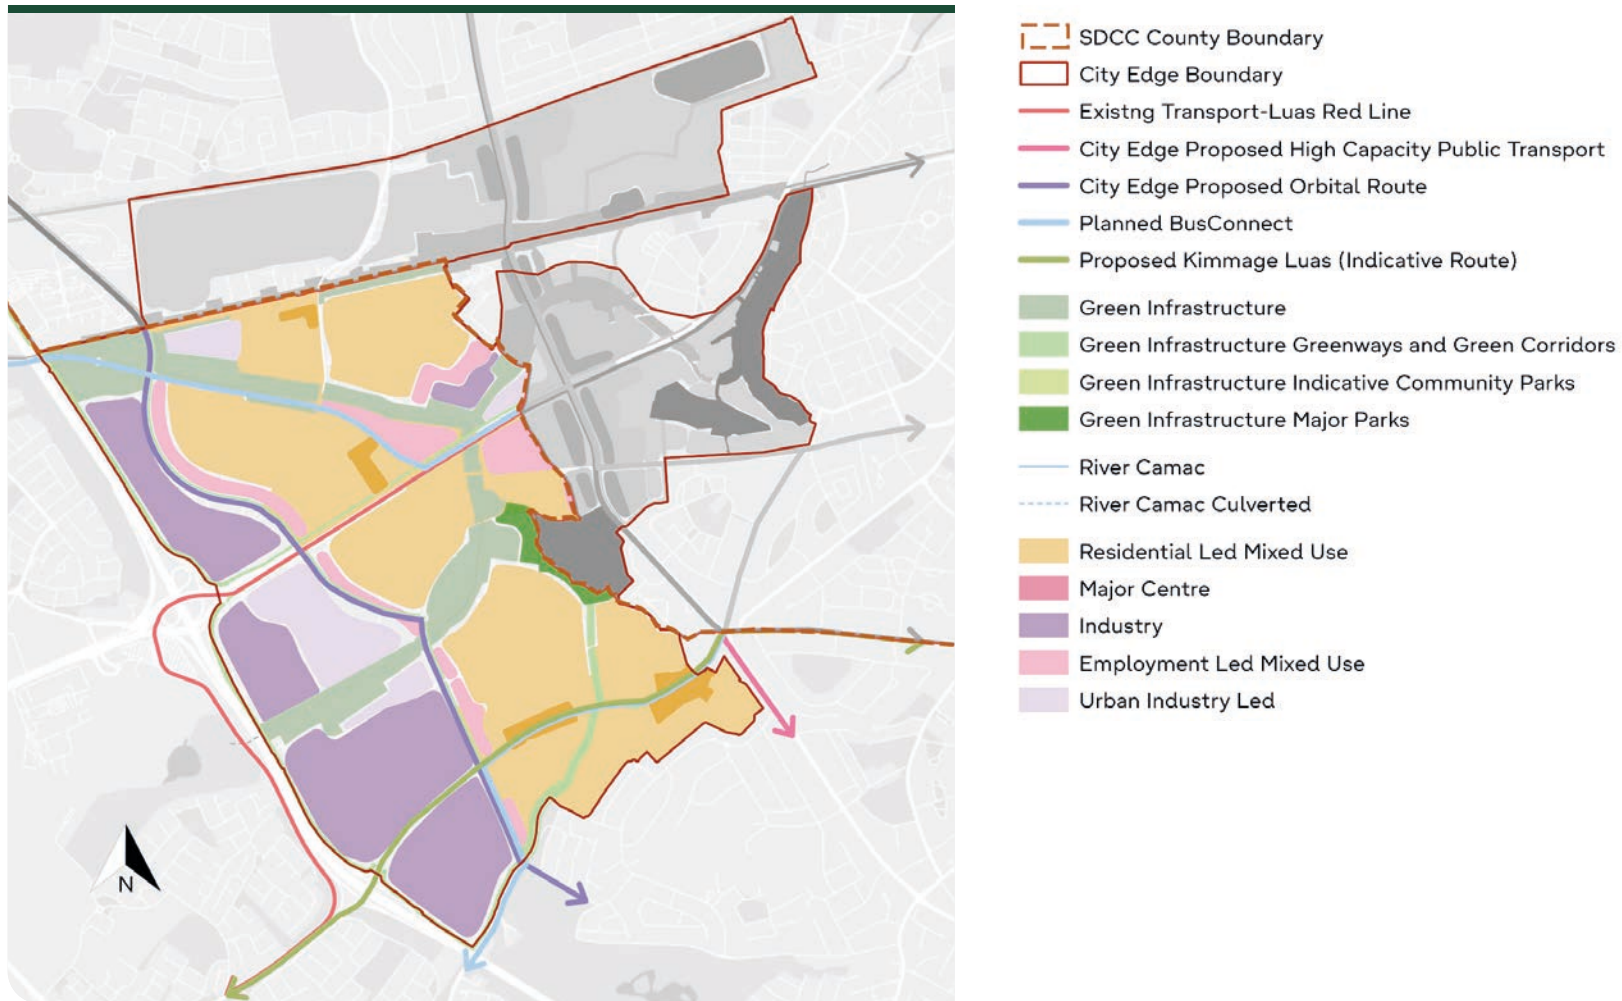 SDCC County Boundary
City Edge Boundary
Existng Transport-Luas Red Line
City Edge Proposed High Capacity Public Transport
City Edge Proposed Orbital Route
Planned BusConnect
Proposed Kimmage Luas (Indicative Route)
Green Infrastructure
Green Infrastructure Greenways and Green Corridors
Green Infrastructure Indicative Community Parks
Green Infrastructure Major Parks
River Camac
River Camac Culverted
Residential Led Mixed Use
Major Centre
Industry
Employment Led Mixed Use
Urban Industry Led
N